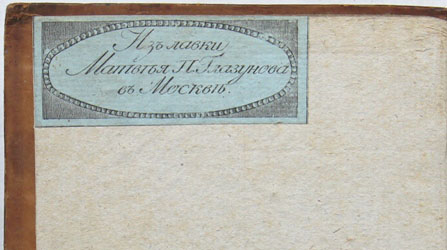 Изъ лавки
Матвѣя П. Глазунова
въ Москвѣ.